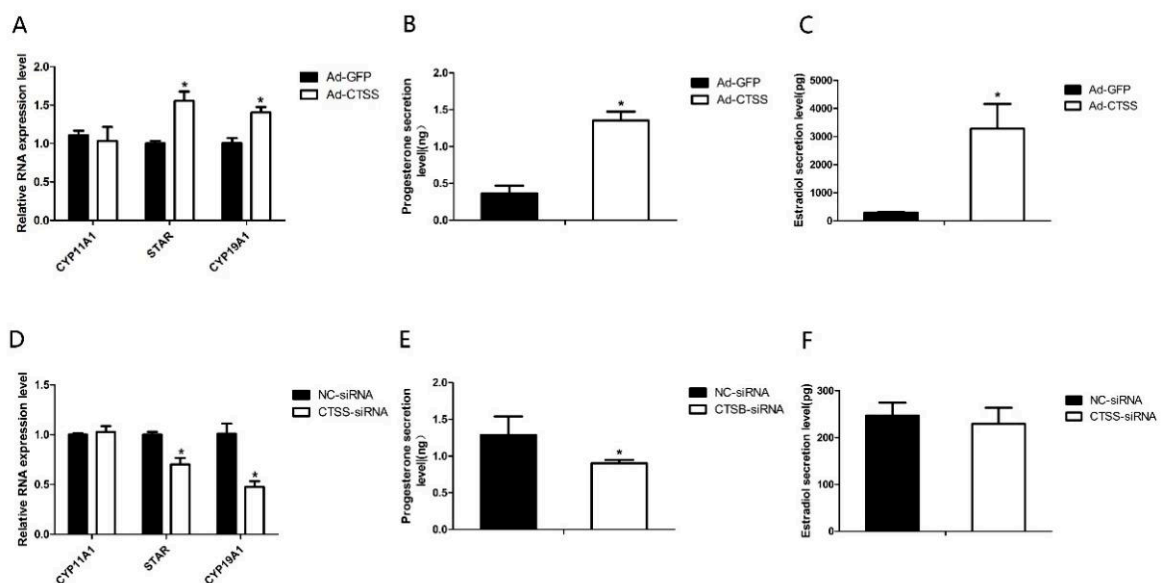 A
Relative RNA expression level
2.0
1.5
1.0
0.5
0.0
*
*
CYP11A1
STAR
CYP19A1
Ad-GFP
Ad-CTSS
B
Progesterone secretion
level(ng)
2.0
1.5
1.0
0.5
0.0
*
Ad-GFP
Ad-CTSS
C
Estradiol secretion level(pg)
5000
4000
3000
2000
1000
0
*
Ad-GFP
Ad-CTSS
D
Relative RNA expression level
1.5
1.0
0.5
0.0
*
*
CYP11A1
STAR
CYP19A1
NC-siRNA
CTSS-siRNA
E
Progesterone secretion
level(ng)
2.0
1.5
1.0
0.5
0.0
*
NC-siRNA
CTSB-siRNA
F
Estradiol secretion level(pg)
300
200
100
0
NC-siRNA
CTSS-siRNA